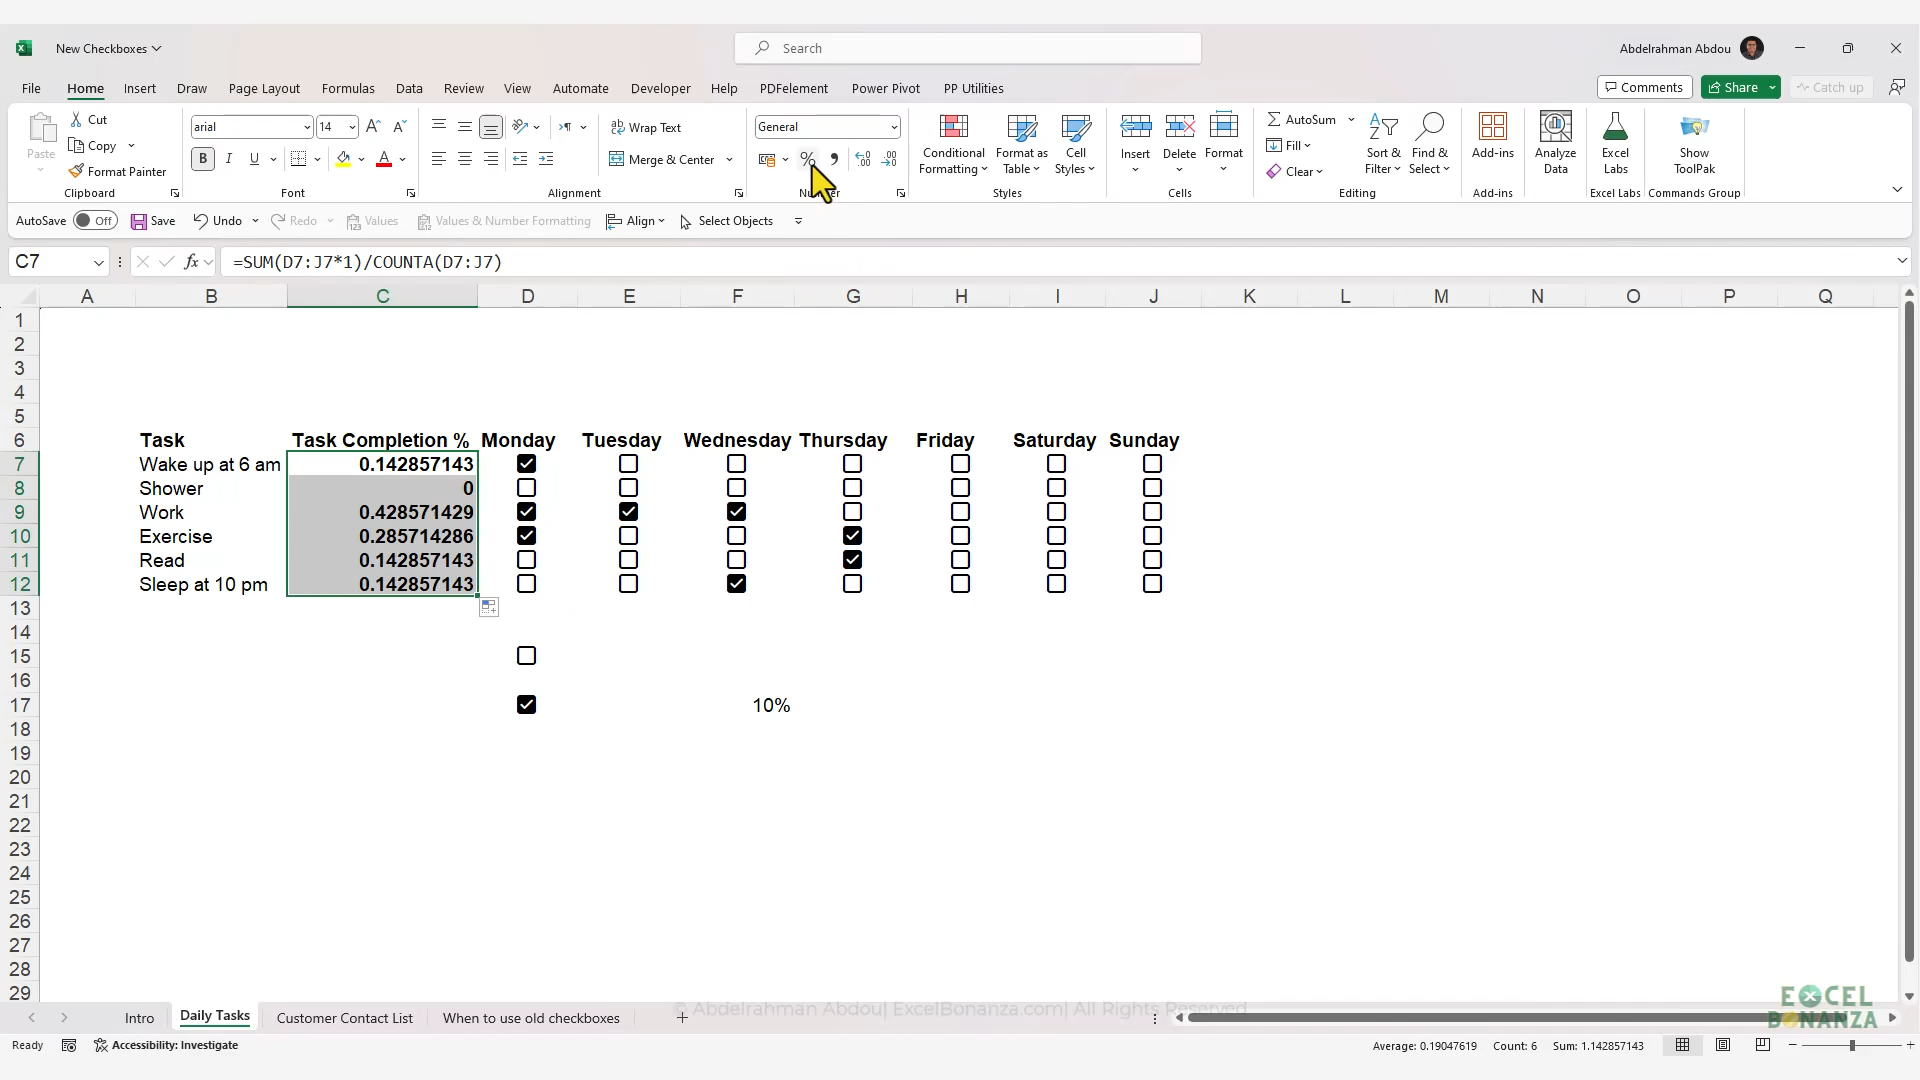 New Checkboxes
Search
Abdelrahman Abdou
File Home Insert Draw Page Layout Formulas Data Review View Automate Developer Help PDFelement Power Pivot PP Utilities
Comments Share Catch up
Paste
Cut
Copy
Format Painter
Clipboard
arial 14
B I U
Font
Wrap Text
Merge & Center
Alignment
General
Conditional Formatting
Format as Table
Cell Styles
Styles
Insert Delete Format
Cells
AutoSum
Fill
Clear
Sort & Filter
Find & Select
Editing
Add-ins
Add-ins
Analyze Data
Excel Labs
Excel Labs
Show ToolPak
Commands Group
AutoSave Off Save Undo Redo Values Values & Number Formatting Align Select Objects
C7 fx =SUM(D7:J7*1)/COUNTA(D7:J7)
A B C D E F G H I J K L M N O P Q
1
2
3
4
5
6 Task Task Completion % Monday Tuesday Wednesday Thursday Friday Saturday Sunday
7 Wake up at 6 am 0.142857143
8 Shower 0
9 Work 0.428571429
10 Exercise 0.285714286
11 Read 0.142857143
12 Sleep at 10 pm 0.142857143
13
14
15
16
17 10%
18
19
20
21
22
23
24
25
26
27
28
29
EXCEL
BONANZA
Intro Daily Tasks Customer Contact List When to use old checkboxes
© Abdelrahman Abdou| ExcelBonanza.com| All Rights Reserved
Ready Accessibility: Investigate Average: 0.19047619 Count: 6 Sum: 1.142857143